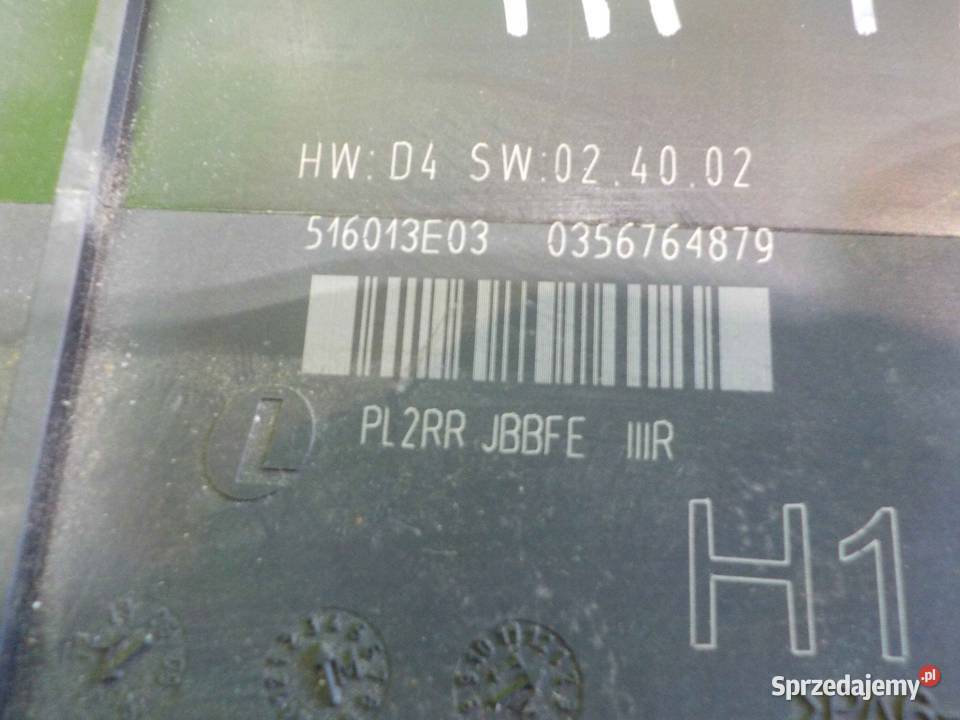 HW:D4 SW:02.40.02
516013E03 0356764879
PL2RR JBBFE IIIR
L
H1
Sprzedajemy.pl